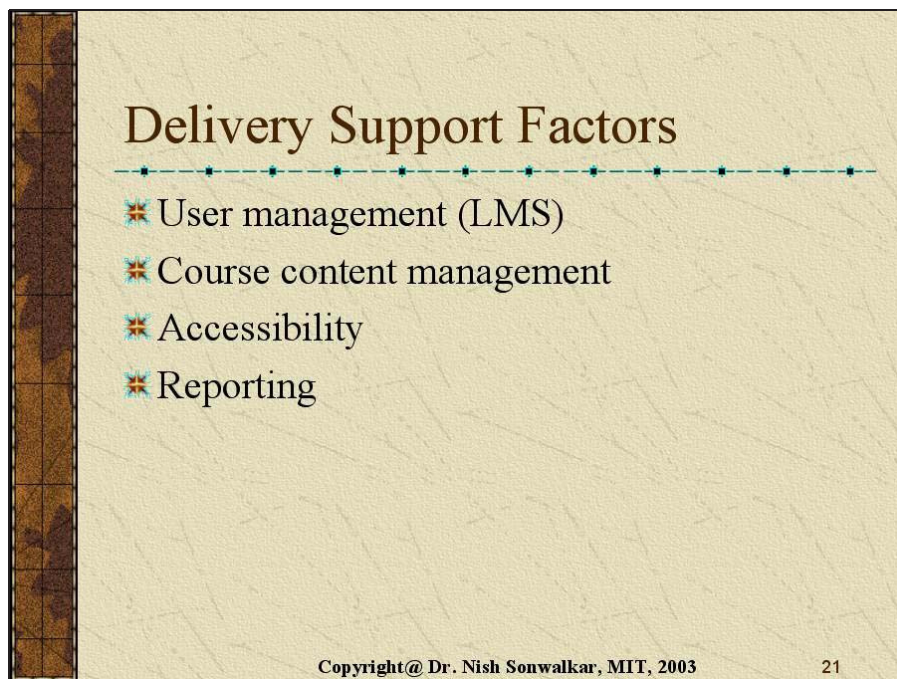 Delivery Support Factors
User management (LMS)
Course content management
Accessibility
Reporting
Copyright@ Dr. Nish Sonwalkar, MIT, 2003 21